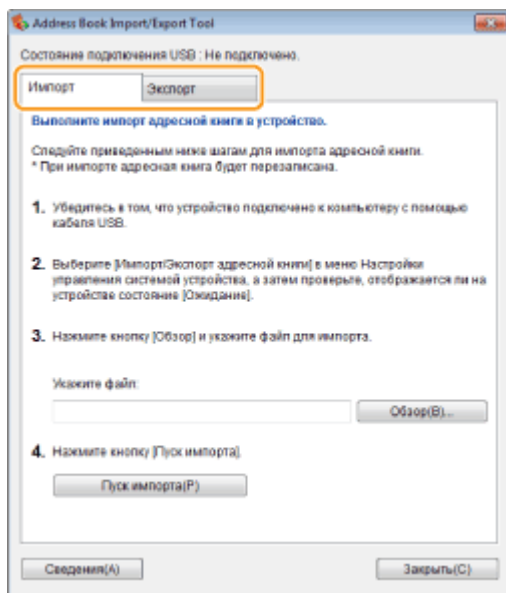 Address Book Import/Export Tool
Состояние подключения USB : Не подключено.
Импорт Экспорт
Выполните импорт адресной книги в устройство.
Следуйте приведенным ниже шагам для импорта адресной книги.
* При импорте адресная книга будет перезаписана.
1. Убедитесь в том, что устройство подключено к компьютеру с помощью
кабеля USB.
2. Выберите [Импорт/Экспорт адресной книги] в меню Настройки
управления системой устройства, а затем проверьте, отображается ли на
устройстве состояние [Ожидание].
3. Нажмите кнопку [Обзор] и укажите файл для импорта.
Укажите файл:
Обзор(B)...
4. Нажмите кнопку [Пуск импорта].
Пуск импорта(P)
Сведения(A) Закрыть(C)